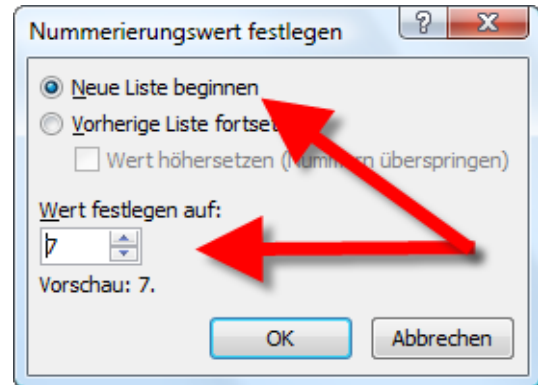 Nummerierungswert festlegen
Neue Liste beginnen
Vorherige Liste
Wert höhersetzen überspringen)
Wert festlegen auf:
7
Vorschau: 7.
OK Abbrechen